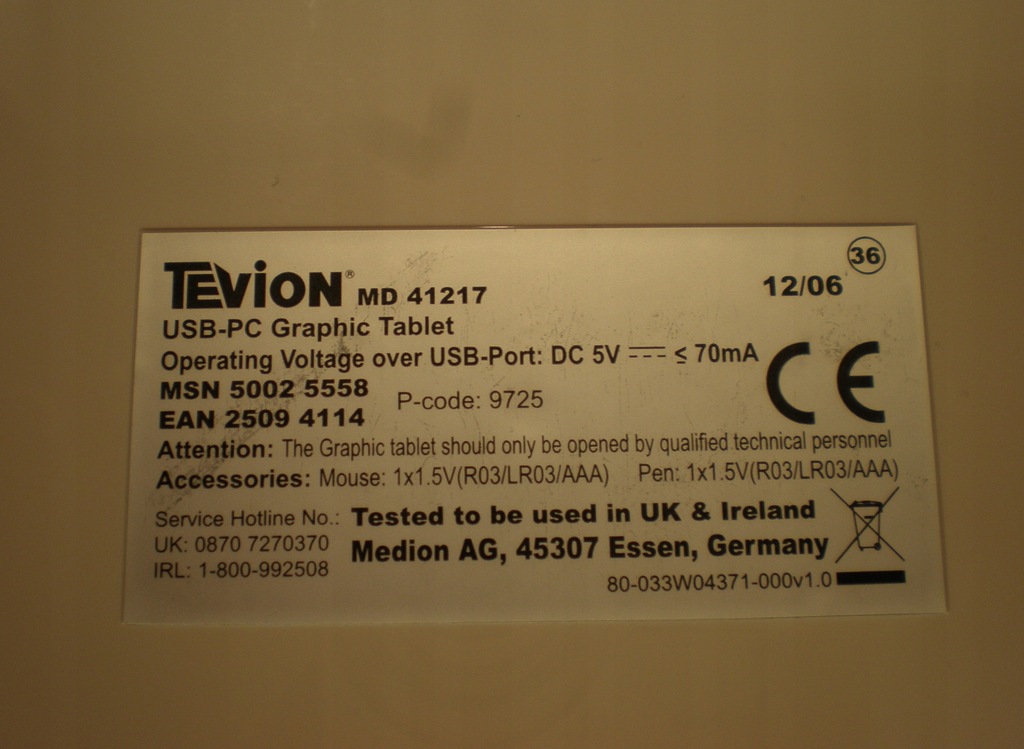 TEViON® MD 41217
12/06 36
USB-PC Graphic Tablet
Operating Voltage over USB-Port: DC 5V ⎓ ≤ 70mA
CE
MSN 5002 5558
P-code: 9725
EAN 2509 4114
Attention: The Graphic tablet should only be opened by qualified technical personnel
Accessories: Mouse: 1x1.5V(R03/LR03/AAA) Pen: 1x1.5V(R03/LR03/AAA)
Service Hotline No.: Tested to be used in UK & Ireland
UK: 0870 7270370 Medion AG, 45307 Essen, Germany
IRL: 1-800-992508
80-033W04371-000v1.0